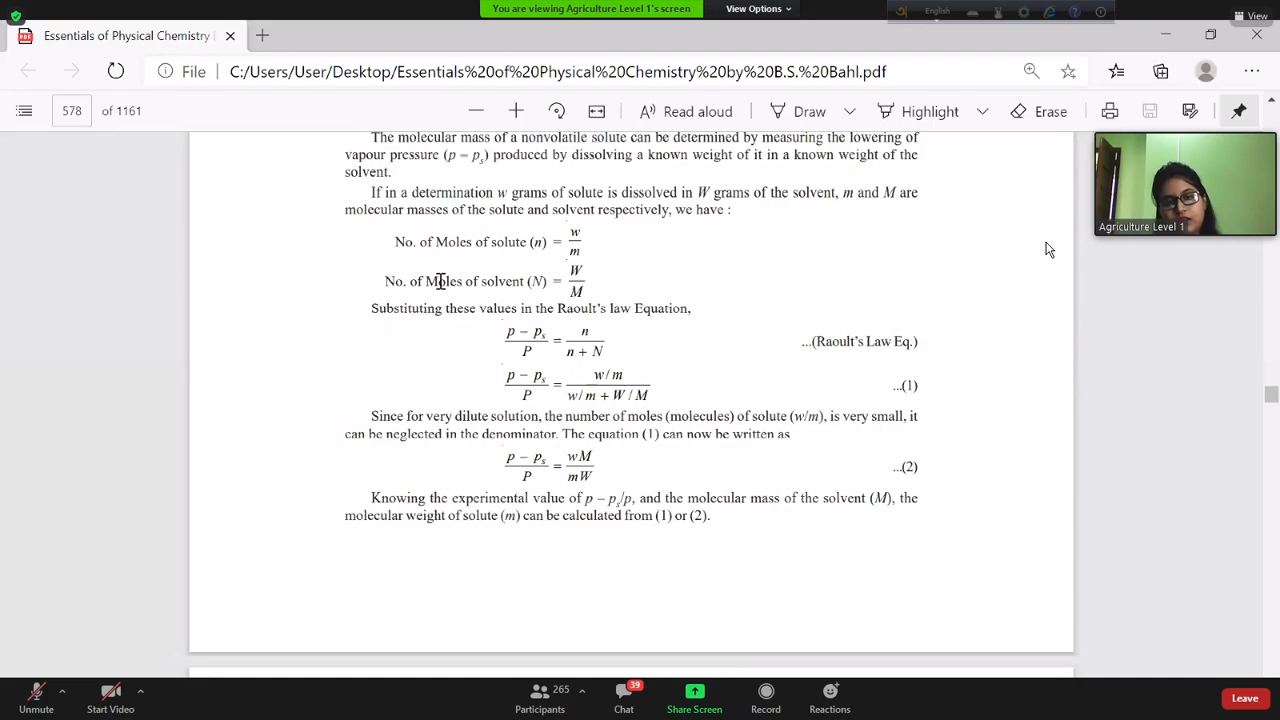 You are viewing Agriculture Level 1's screen
View Options
English
View
Essentials of Physical Chemistry
File
C:/Users/User/Desktop/Essentials%20of%20Physical%20Chemistry%20by%20B.S.%20Bahl.pdf
578 of 1161
Read aloud
Draw
Highlight
Erase
The molecular mass of a nonvolatile solute can be determined by measuring the lowering of
vapour pressure (p – ps) produced by dissolving a known weight of it in a known weight of the
solvent.
If in a determination w grams of solute is dissolved in W grams of the solvent, m and M are
molecular masses of the solute and solvent respectively, we have :
No. of Moles of solute (n) = w/m
No. of Moles of solvent (N) = W/M
Substituting these values in the Raoult's law Equation,
(p – ps)/P = n/(n + N) ...(Raoult's Law Eq.)
(p – ps)/P = (w/m)/(w/m + W/M) ...(1)
Since for very dilute solution, the number of moles (molecules) of solute (w/m), is very small, it
can be neglected in the denominator. The equation (1) can now be written as
(p – ps)/P = wM/mW ...(2)
Knowing the experimental value of p – ps/p, and the molecular mass of the solvent (M), the
molecular weight of solute (m) can be calculated from (1) or (2).
Agriculture Level 1
Unmute
Start Video
265
Participants
39
Chat
Share Screen
Record
Reactions
Leave